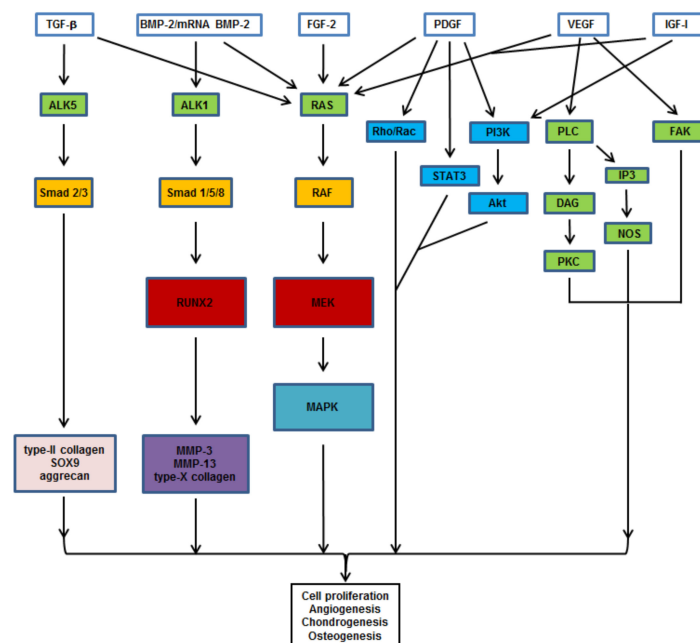 TGF-β
BMP-2/mRNA BMP-2
FGF-2
PDGF
VEGF
IGF-I
ALK5
ALK1
RAS
Rho/Rac
PI3K
PLC
FAK
Smad 2/3
Smad 1/5/8
RAF
STAT3
Akt
DAG
IP3
NOS
PKC
RUNX2
MEK
MAPK
type-II collagen
SOX9
aggrecan
MMP-3
MMP-13
type-X collagen
Cell proliferation
Angiogenesis
Chondrogenesis
Osteogenesis